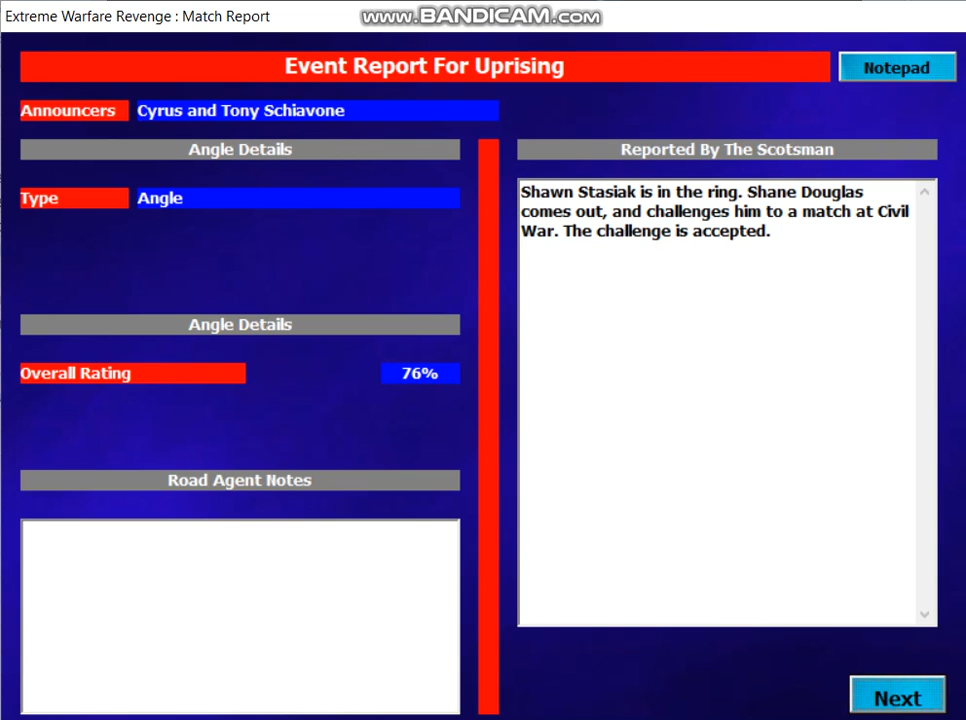 Extreme Warfare Revenge : Match Report
www.BANDICAM.com
Event Report For Uprising
Notepad
Announcers
Cyrus and Tony Schiavone
Angle Details
Reported By The Scotsman
Type
Angle
Shawn Stasiak is in the ring. Shane Douglas
comes out, and challenges him to a match at Civil
War. The challenge is accepted.
Angle Details
Overall Rating
76%
Road Agent Notes
Next